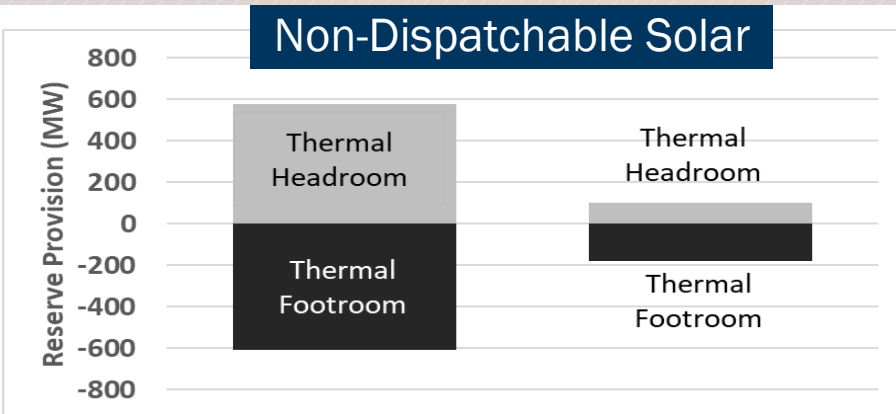 Non-Dispatchable Solar
Reserve Provision (MW)
800
600
400
200
0
-200
-400
-600
-800
Thermal
Headroom
Thermal
Footroom
Thermal
Headroom
Thermal
Footroom